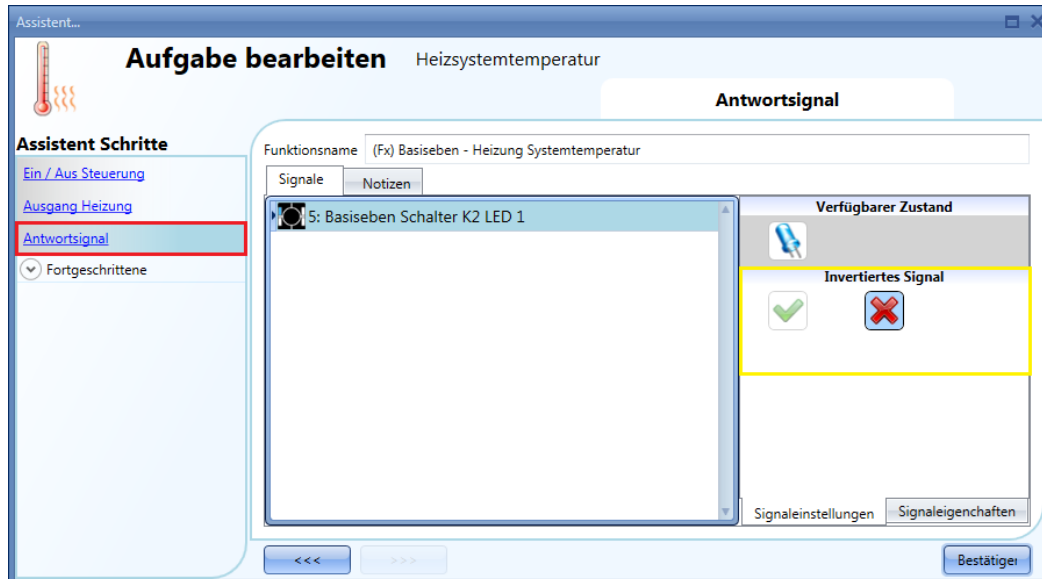 Assistent...
Aufgabe bearbeiten Heizsystemtemperatur
Antwortsignal
Assistent Schritte
Ein / Aus Steuerung
Ausgang Heizung
Antwortsignal
Fortgeschrittene
Funktionsname (Fx) Basiseben - Heizung Systemtemperatur
Signale Notizen
5: Basiseben Schalter K2 LED 1
Verfügbarer Zustand
Invertiertes Signal
Signaleinstellungen Signaleigenchaften
<<< >>> Bestätiger